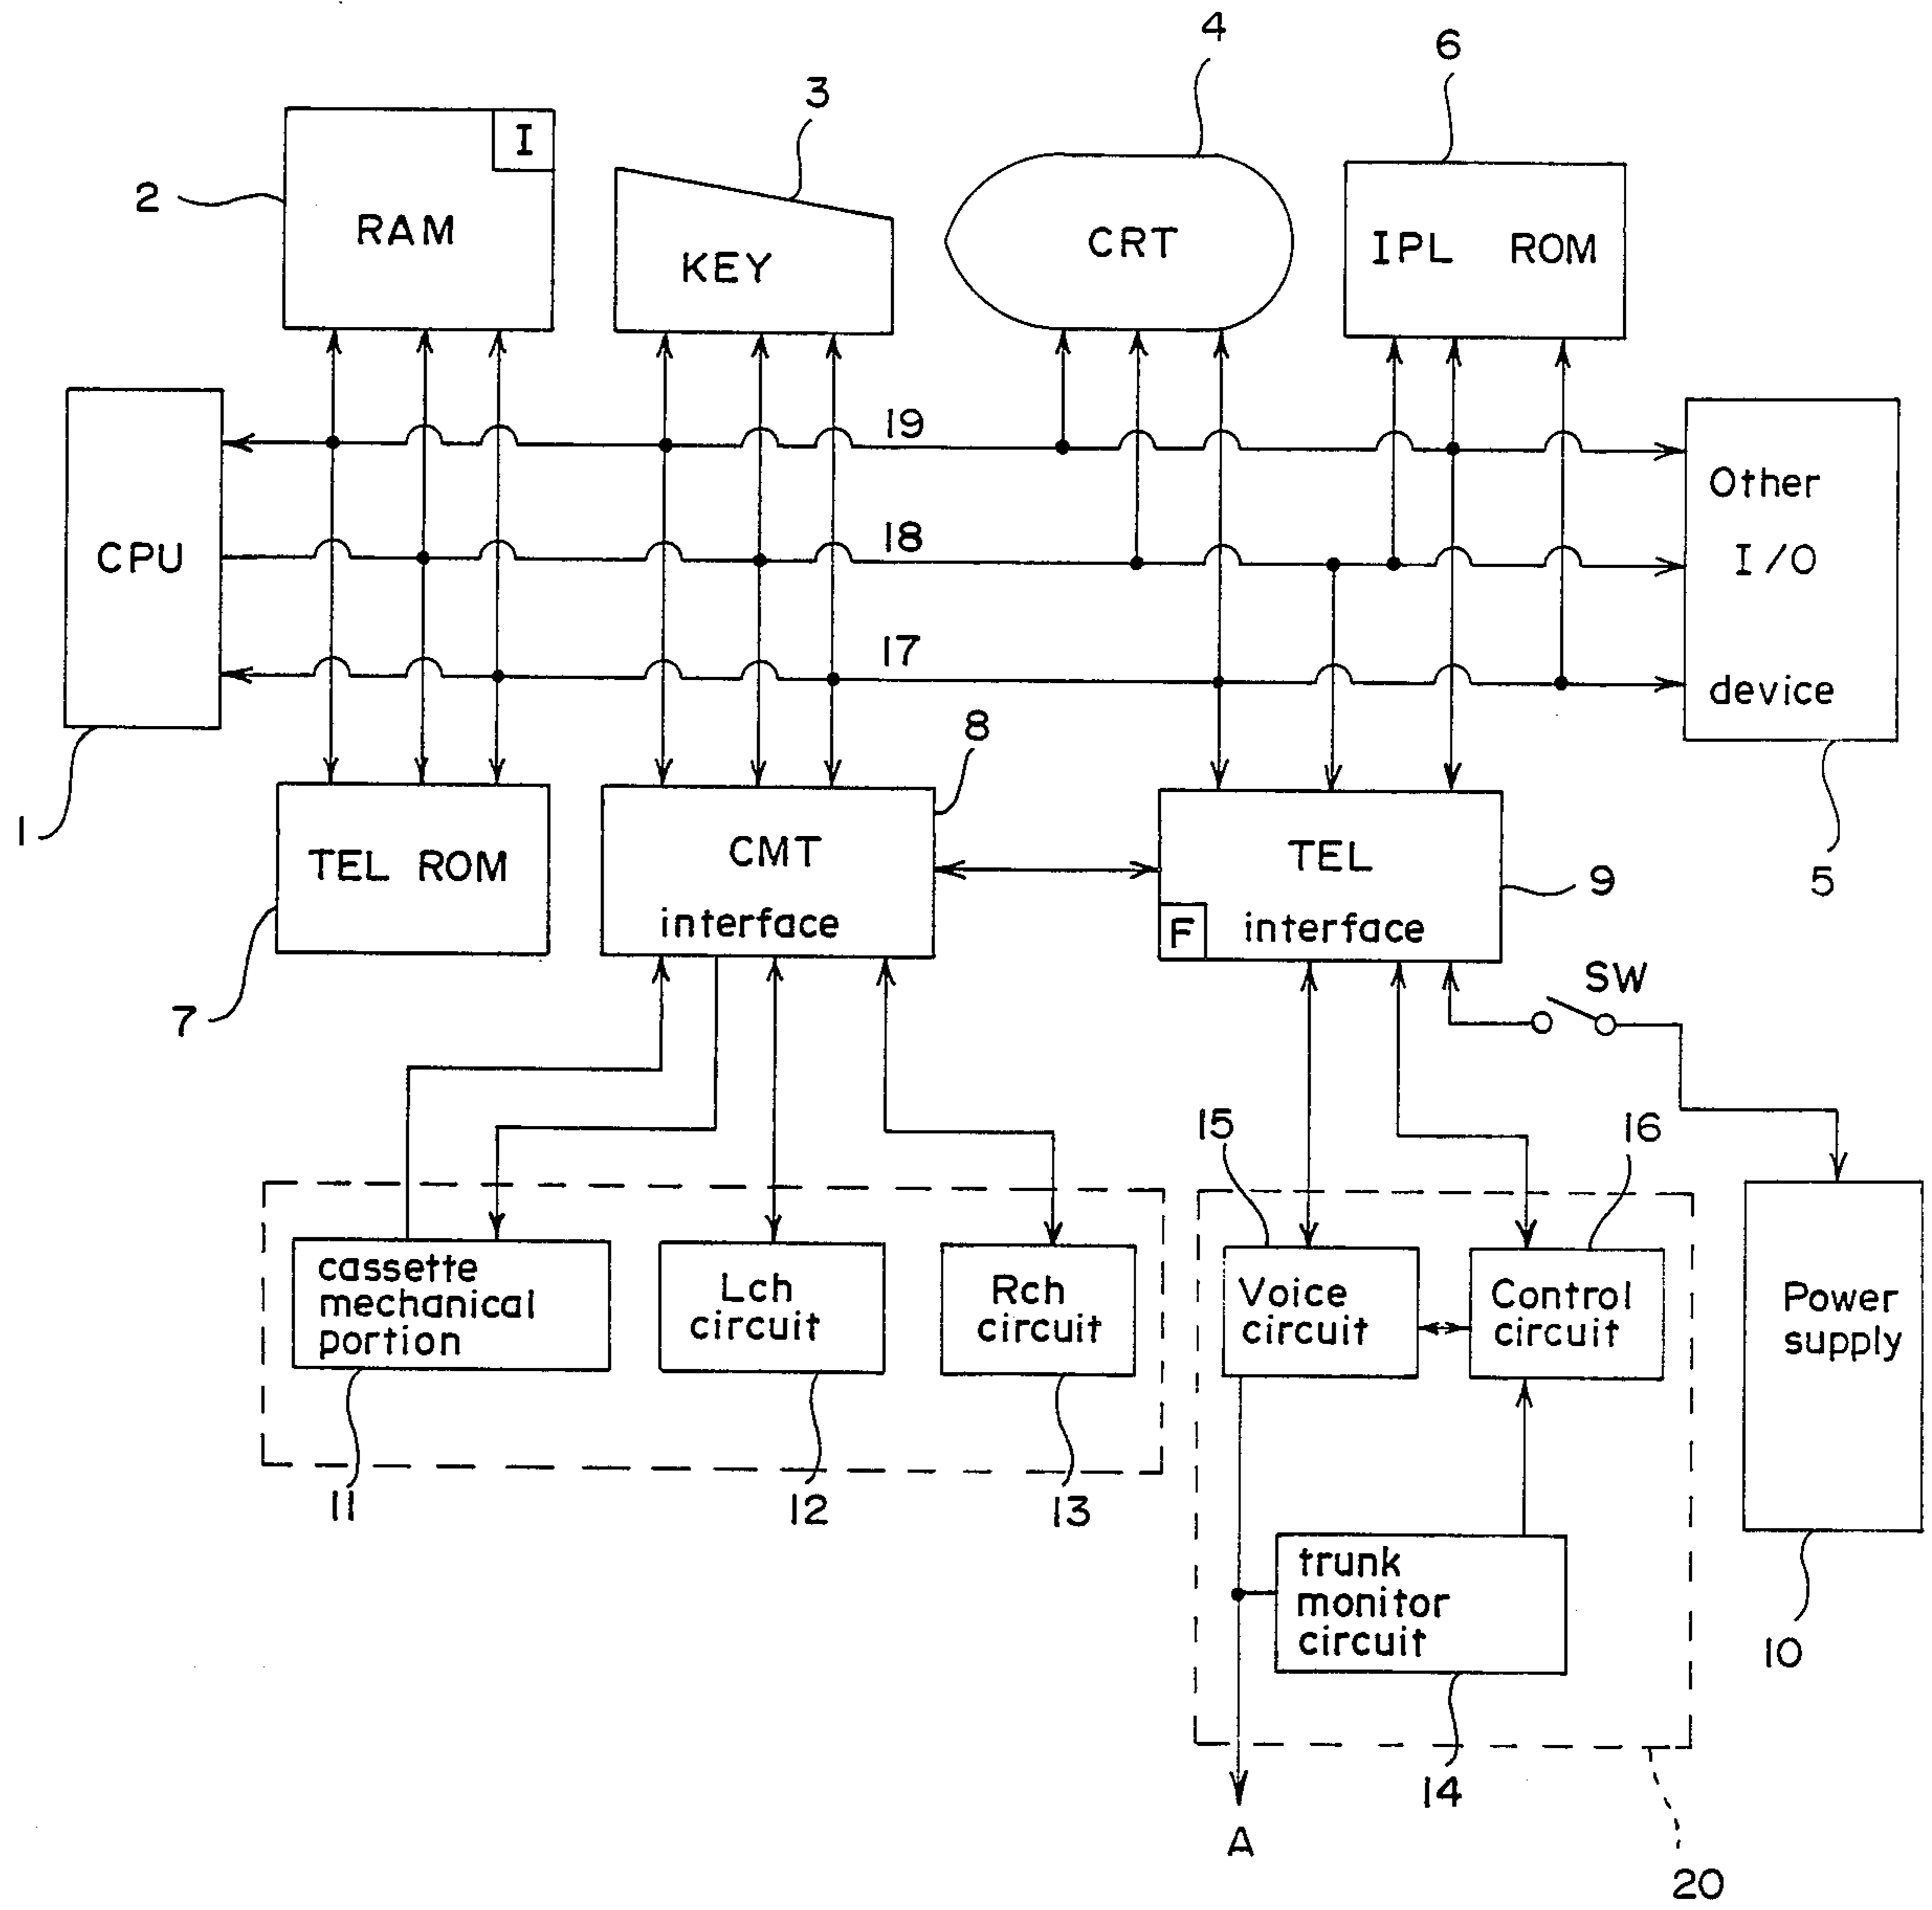 4
6
3
I
2
RAM
KEY
CRT
IPL ROM
19
Other
18
CPU
I/O
17
device
8
1
TEL ROM
CMT
interface
TEL
interface
F
9
5
SW
7
15
16
cassette
mechanical
portion
Lch
circuit
Rch
circuit
Voice
circuit
Control
circuit
Power
supply
11
12
13
trunk
monitor
circuit
10
14
A
20